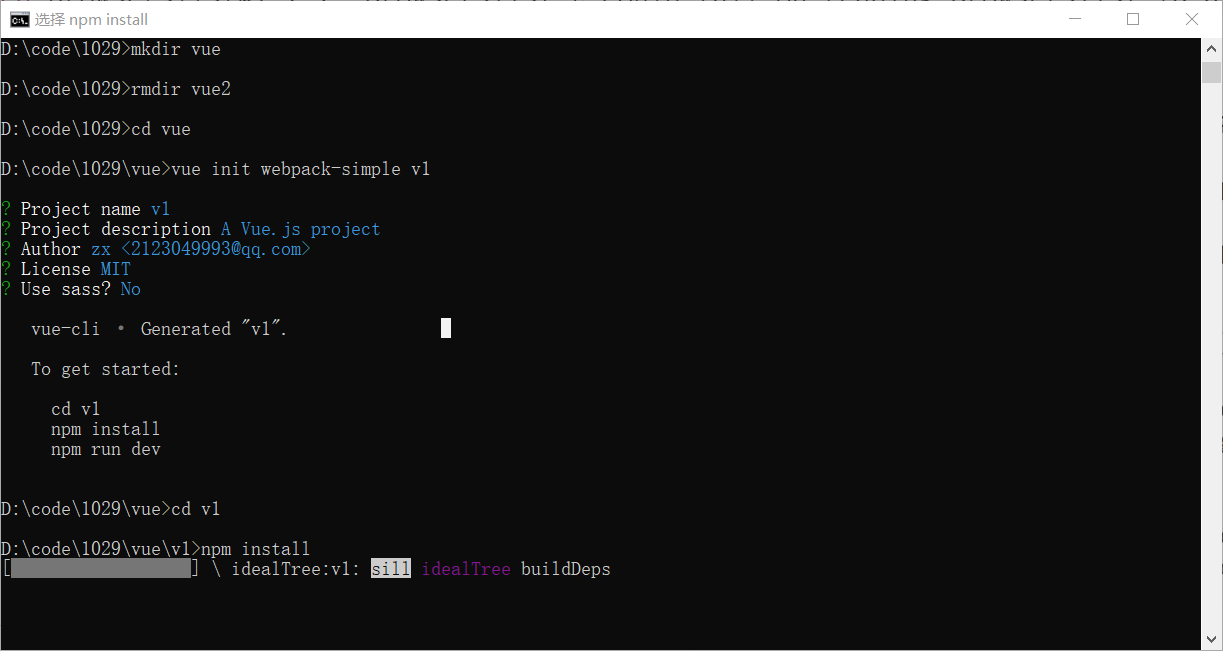 选择 npm install
D:\code\1029>mkdir vue
D:\code\1029>rmdir vue2
D:\code\1029>cd vue
D:\code\1029\vue>vue init webpack-simple v1
? Project name v1
? Project description A Vue.js project
? Author zx <2123049993@qq.com>
? License MIT
? Use sass? No
vue-cli · Generated "v1".
To get started:
cd v1
npm install
npm run dev
D:\code\1029\vue>cd v1
D:\code\1029\vue\v1>npm install
[                  ] \ idealTree:v1: sill idealTree buildDeps